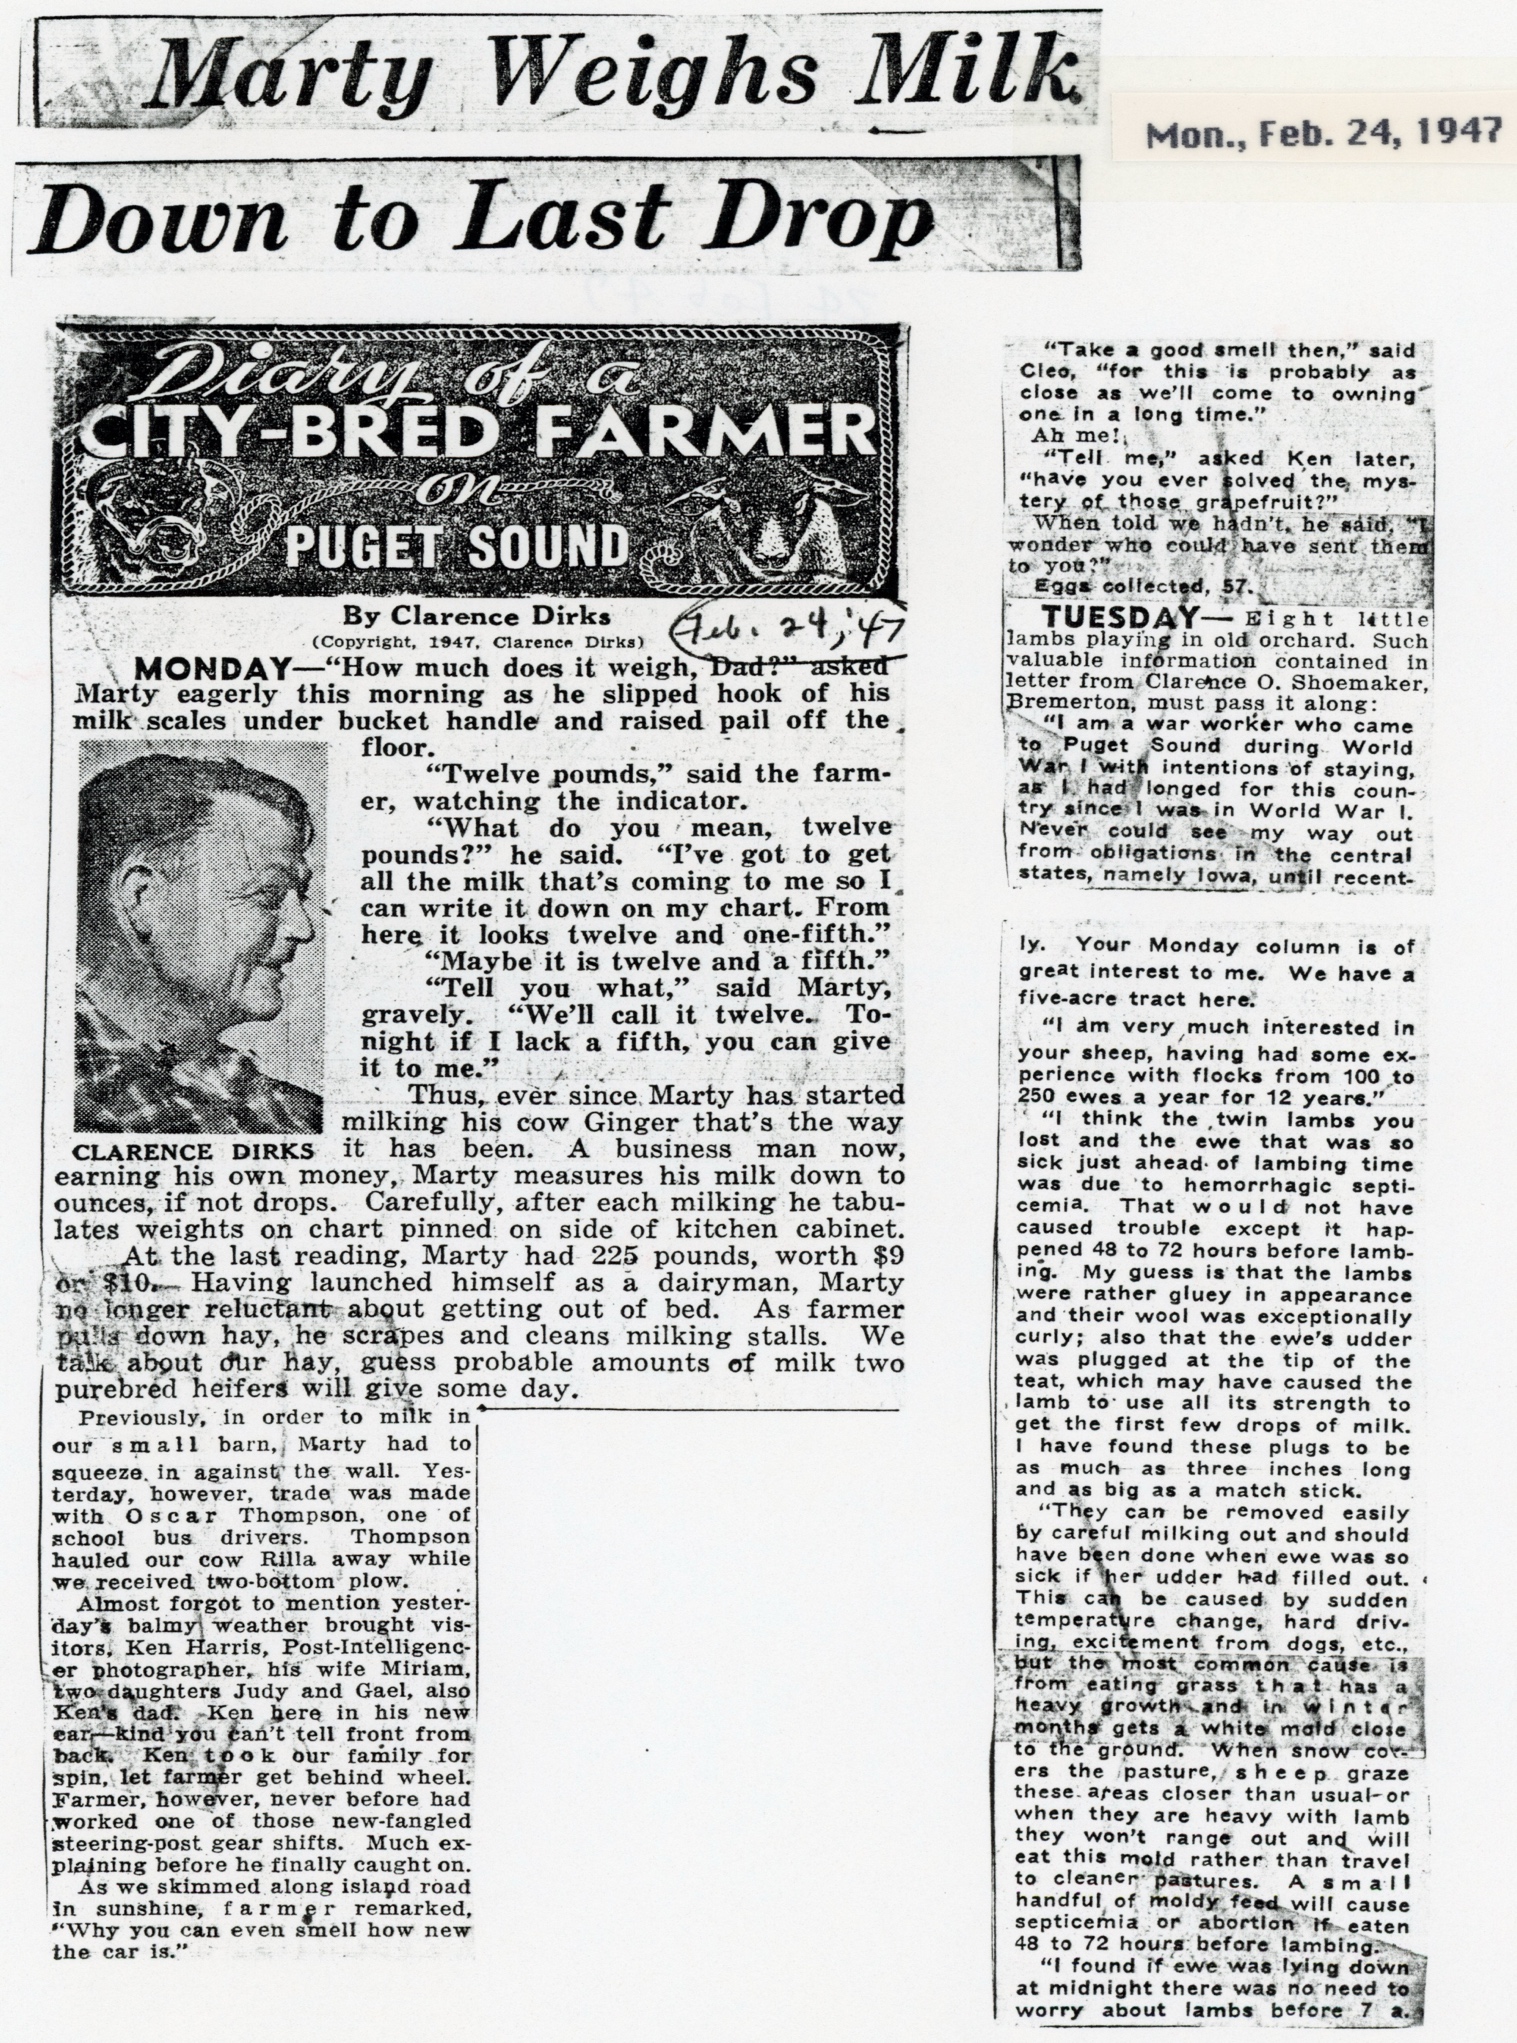 Marty Weighs Milk
Mon., Feb. 24, 1947
Down to Last Drop
Diary of a
CITY-BRED FARMER
on
PUGET SOUND
By Clarence Dirks
(Copyright, 1947, Clarence Dirks)
Feb. 24, '47
MONDAY—"How much does it weigh, Dad?" asked
Marty eagerly this morning as he slipped hook of his
milk scales under bucket handle and raised pail off the
floor.
"Twelve pounds," said the farm-
er, watching the indicator.
"What do you mean, twelve
pounds?" he said. "I've got to get
all the milk that's coming to me so I
can write it down on my chart. From
here it looks twelve and one-fifth."
"Maybe it is twelve and a fifth."
"Tell you what," said Marty,
gravely. "We'll call it twelve. To-
night if I lack a fifth, you can give
it to me."
CLARENCE DIRKS
Thus, ever since Marty has started
milking his cow Ginger that's the way
it has been. A business man now,
earning his own money, Marty measures his milk down to
ounces, if not drops. Carefully, after each milking he tabu-
lates weights on chart pinned on side of kitchen cabinet.
At the last reading, Marty had 225 pounds, worth $9
or $10. Having launched himself as a dairyman, Marty
no longer reluctant about getting out of bed. As farmer
pulls down hay, he scrapes and cleans milking stalls. We
talk about our hay, guess probable amounts of milk two
purebred heifers will give some day.
Previously, in order to milk in
our small barn, Marty had to
squeeze in against the wall. Yes-
terday, however, trade was made
with Oscar Thompson, one of
school bus drivers. Thompson
hauled our cow Rilla away while
we received two-bottom plow.
Almost forgot to mention yester-
day's balmy weather brought vis-
itors, Ken Harris, Post-Intelligenc-
er photographer, his wife Miriam,
two daughters Judy and Gael, also
Ken's dad. Ken here in his new
car—kind you can't tell front from
back. Ken took our family for
spin, let farmer get behind wheel.
Farmer, however, never before had
worked one of those new-fangled
steering-post gear shifts. Much ex-
plaining before he finally caught on.
As we skimmed along island road
in sunshine, farmer remarked,
"Why you can even smell how new
the car is."
"Take a good smell then," said
Cleo, "for this is probably as
close as we'll come to owning
one in a long time."
Ah me!
"Tell me," asked Ken later,
"have you ever solved the mys-
tery of those grapefruit?"
When told we hadn't, he said, "I
wonder who could have sent them
to you?"
Eggs collected, 57.
TUESDAY—Eight little
lambs playing in old orchard. Such
valuable information contained in
letter from Clarence O. Shoemaker,
Bremerton, must pass it along:
"I am a war worker who came
to Puget Sound during World
War I with intentions of staying,
as I had longed for this coun-
try since I was in World War I.
Never could see my way out
from obligations in the central
states, namely Iowa, until recent-
ly. Your Monday column is of
great interest to me. We have a
five-acre tract here.
"I am very much interested in
your sheep, having had some ex-
perience with flocks from 100 to
250 ewes a year for 12 years."
"I think the twin lambs you
lost and the ewe that was so
sick just ahead of lambing time
was due to hemorrhagic septi-
cemia. That would not have
caused trouble except it hap-
pened 48 to 72 hours before lamb-
ing. My guess is that the lambs
were rather gluey in appearance
and their wool was exceptionally
curly; also that the ewe's udder
was plugged at the tip of the
teat, which may have caused the
lamb to use all its strength to
get the first few drops of milk.
I have found these plugs to be
as much as three inches long
and as big as a match stick.
"They can be removed easily
by careful milking out and should
have been done when ewe was so
sick if her udder had filled out.
This can be caused by sudden
temperature change, hard driv-
ing, excitement from dogs, etc.,
but the most common cause is
from eating grass that has a
heavy growth and in winter
months gets a white mold close
to the ground. When snow cov-
ers the pasture, sheep graze
these areas closer than usual or
when they are heavy with lamb
they won't range out and will
eat this mold rather than travel
to cleaner pastures. A small
handful of moldy feed will cause
septicemia or abortion if eaten
48 to 72 hours before lambing.
"I found if ewe was lying down
at midnight there was no need to
worry about lambs before 7 a.